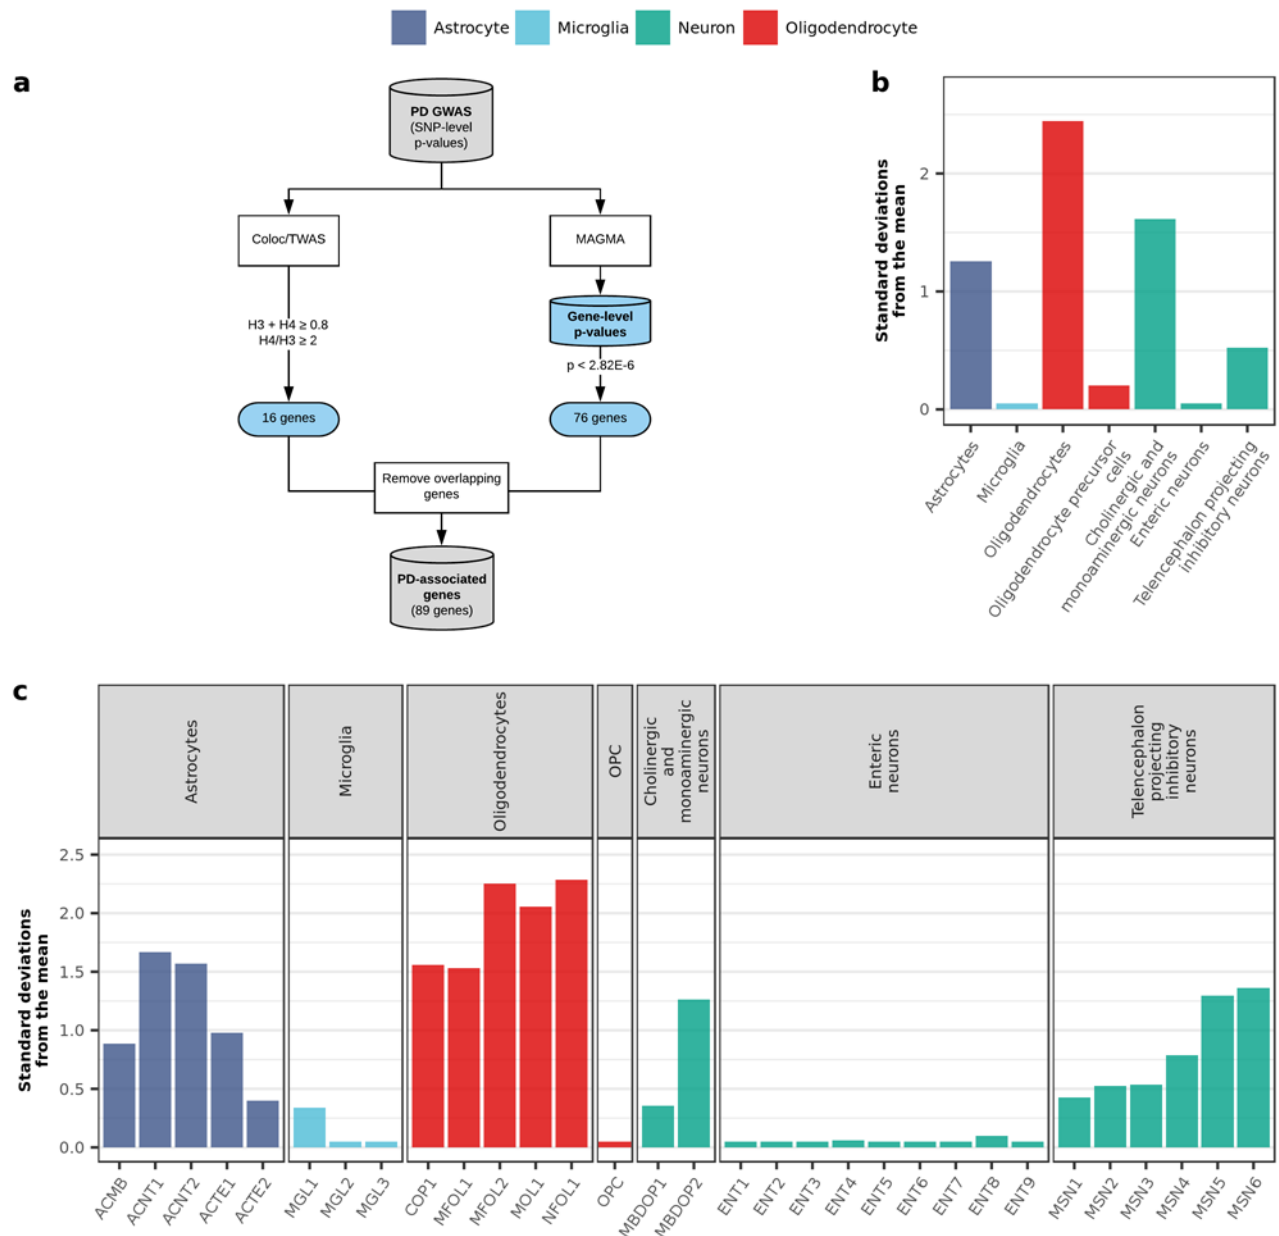 Astrocyte Microglia Neuron Oligodendrocyte
a
PD GWAS
(SNP-level
p-values)
Coloc/TWAS
MAGMA
H3 + H4 ≥ 0.8
H4/H3 ≥ 2
Gene-level
p-values
p < 2.82E-6
16 genes
76 genes
Remove overlapping
genes
PD-associated
genes
(89 genes)
b
Standard deviations
from the mean
2
1
0
Astrocytes
Microglia
Oligodendrocytes
Oligodendrocyte precursor
cells
Cholinergic and
monoaminergic neurons
Enteric neurons
Telencephalon projecting
inhibitory neurons
c
Astrocytes
Microglia
Oligodendrocytes
OPC
Cholinergic
and
monoaminergic
neurons
Enteric
neurons
Telencephalon
projecting
inhibitory
neurons
Standard deviations
from the mean
2.5
2.0
1.5
1.0
0.5
0.0
ACMB
ACNT1
ACNT2
ACTE1
ACTE2
MGL1
MGL2
MGL3
COP1
MFOL1
MFOL2
MOL1
NFOL1
OPC
MBDOP1
MBDOP2
ENT1
ENT2
ENT3
ENT4
ENT5
ENT6
ENT7
ENT8
ENT9
MSN1
MSN2
MSN3
MSN4
MSN5
MSN6